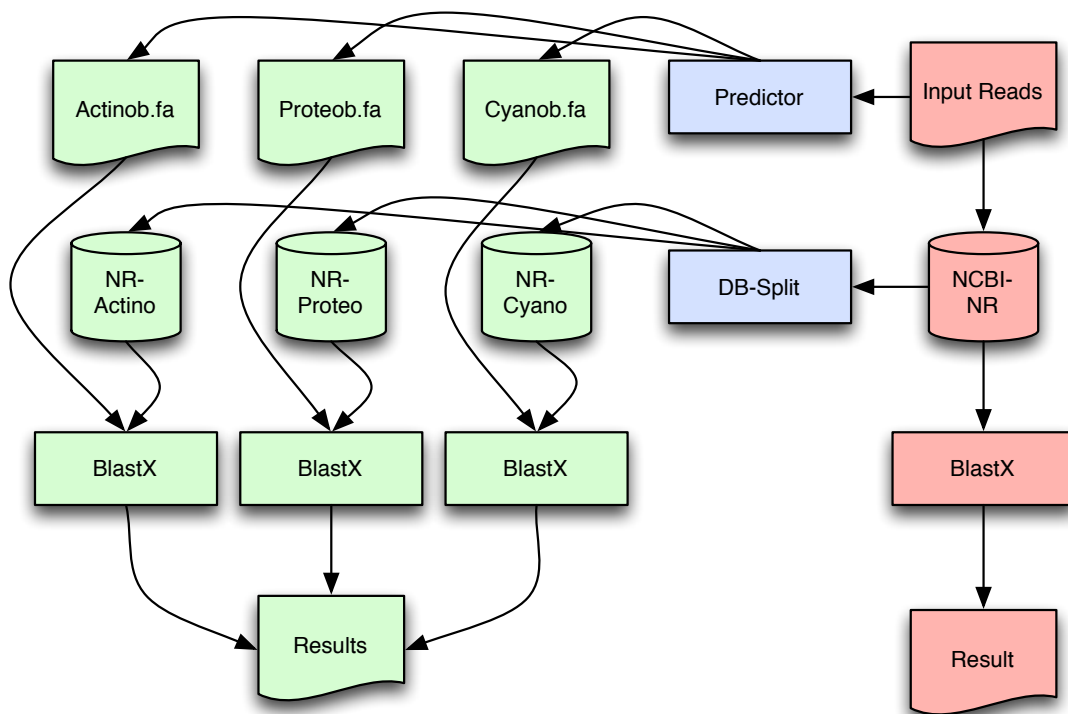 Actinob.fa
Proteob.fa
Cyanob.fa
Predictor
Input Reads
NR-
Actino
NR-
Proteo
NR-
Cyano
DB-Split
NCBI-
NR
BlastX
BlastX
BlastX
BlastX
Results
Result